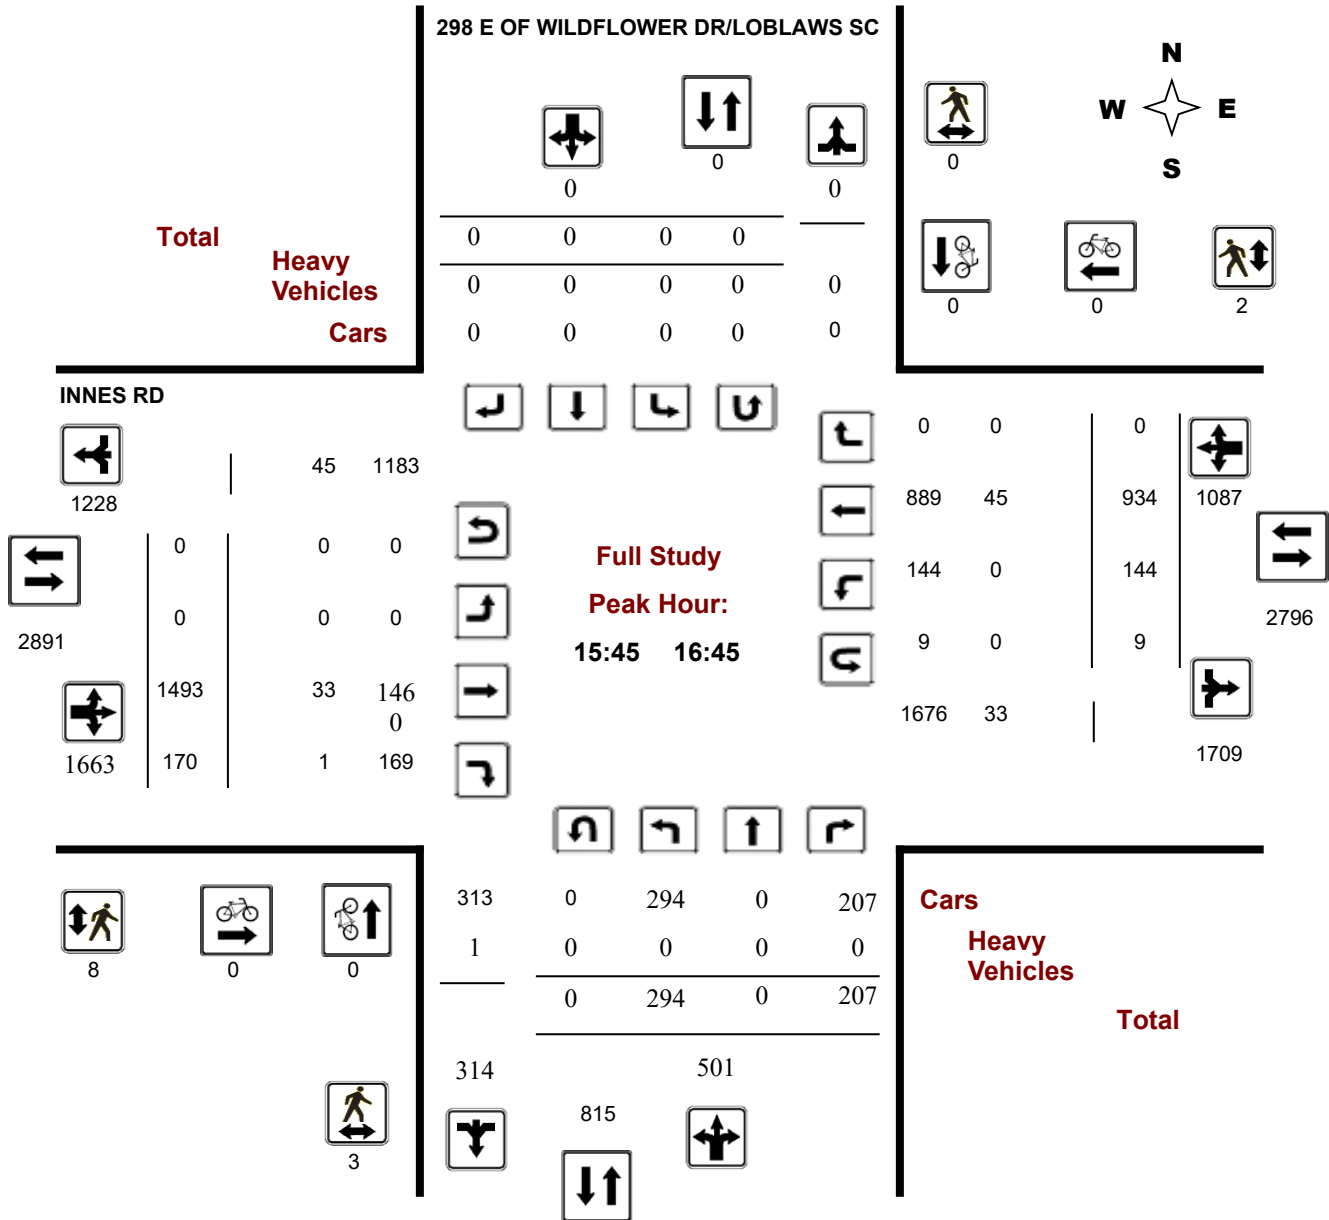 298 E OF WILDFLOWER DR/LOBLAWS SC
N
W E
S
0
0
0 0
Total
0 0 0 0
0 0 2
Heavy
Vehicles
0 0 0 0 0
Cars
0 0 0 0 0
INNES RD
0 0 0
45 1183
1228
889 45 934 1087
0 0 0
Full Study
144 0 144
Peak Hour:
0 0 0
2796
2891
15:45 16:45
9 0 9
1493 33 146
0
1676 33
1663 170 1 169
1709
313 0 294 0 207
Cars
1 0 0 0 0
Heavy
Vehicles
8 0 0
0 294 0 207
Total
314 501
815
3